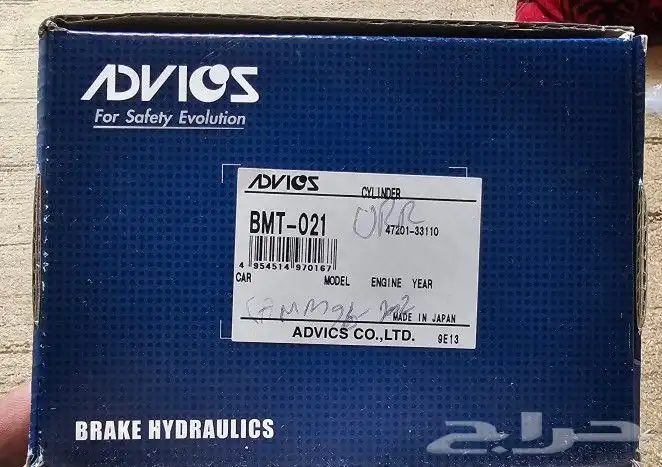 ADVICS
For Safety Evolution
ADVICS
CYLINDER
BMT-021
47201-33110
4 954514 970167
CAR MODEL ENGINE YEAR
MADE IN JAPAN
ADVICS CO.,LTD. 9E13
BRAKE HYDRAULICS
حراج